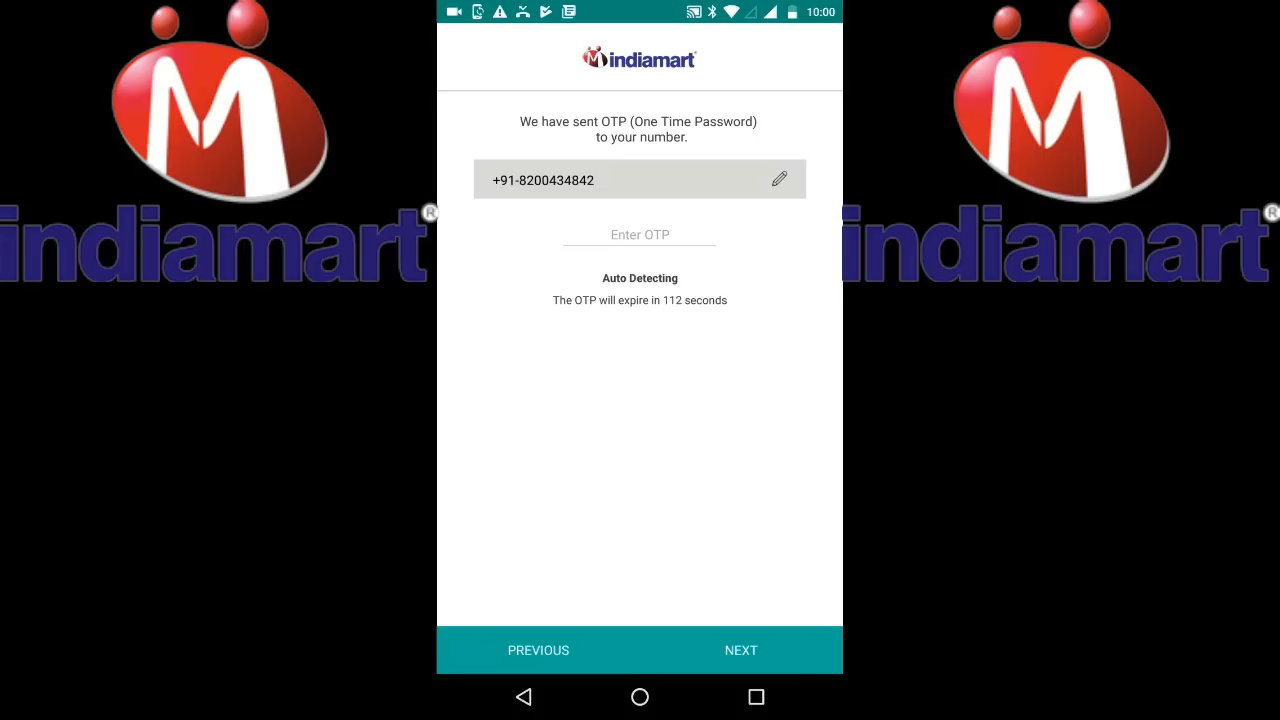 10:00
indiamart
We have sent OTP (One Time Password)
to your number.
+91-8200434842
Enter OTP
Auto Detecting
The OTP will expire in 112 seconds
PREVIOUS
NEXT
indiamart®
indiamart®